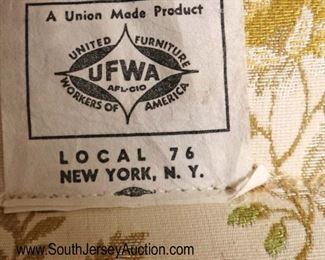 A Union Made Product
UNITED FURNITURE
UFWA
AFL-CIO
WORKERS OF AMERICA
LOCAL 76
NEW YORK, N. Y.
www.SouthJerseyAuction.com